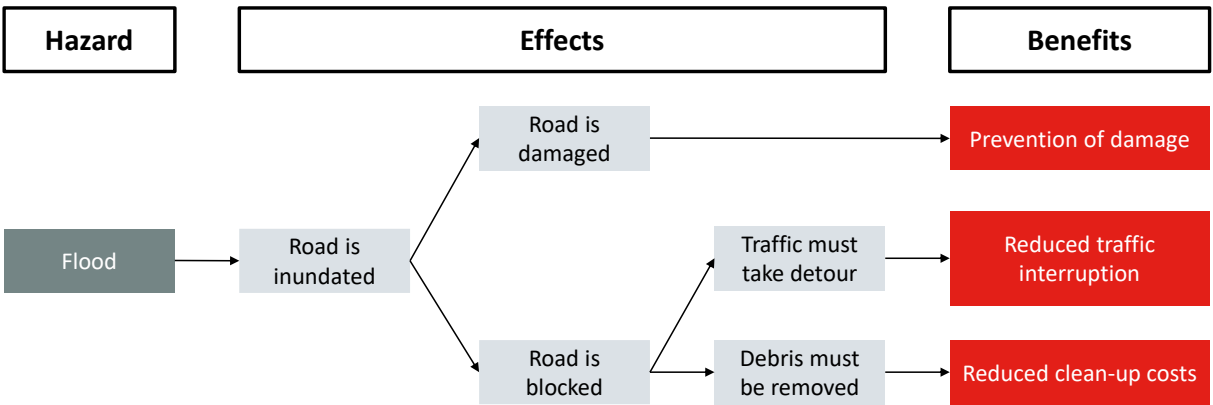 Hazard
Effects
Benefits
Road is
damaged
Prevention of damage
Flood
Road is
inundated
Traffic must
take detour
Reduced traffic
interruption
Road is
blocked
Debris must
be removed
Reduced clean-up costs